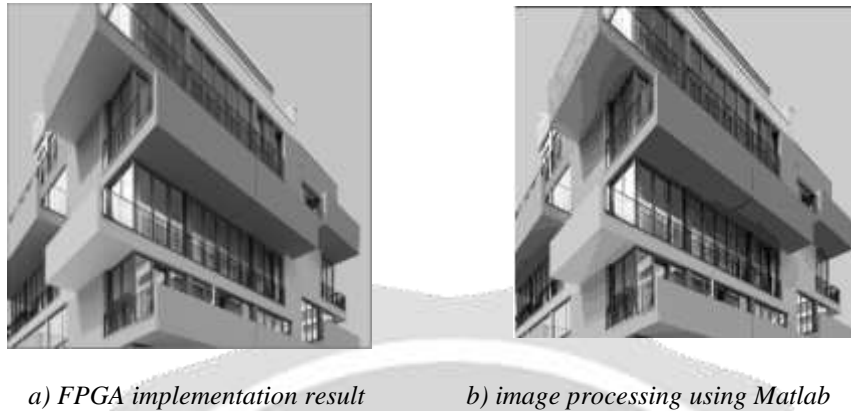 a) FPGA implementation result
b) image processing using Matlab